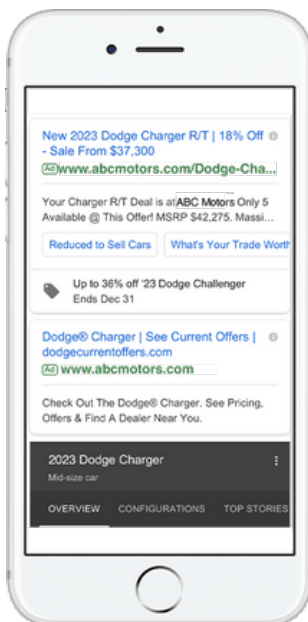 New 2023 Dodge Charger R/T | 18% Off
- Sale From $37,300
Ad www.abcmotors.com/Dodge-Cha...
Your Charger R/T Deal is at ABC Motors Only 5
Available @ This Offer! MSRP $42,275. Massi...
Reduced to Sell Cars
What's Your Trade Worth
Up to 36% off '23 Dodge Challenger
Ends Dec 31
Dodge® Charger | See Current Offers |
dodgecurrentoffers.com
Ad www.abcmotors.com
Check Out The Dodge® Charger. See Pricing,
Offers & Find A Dealer Near You.
2023 Dodge Charger
Mid-size car
OVERVIEW CONFIGURATIONS TOP STORIES